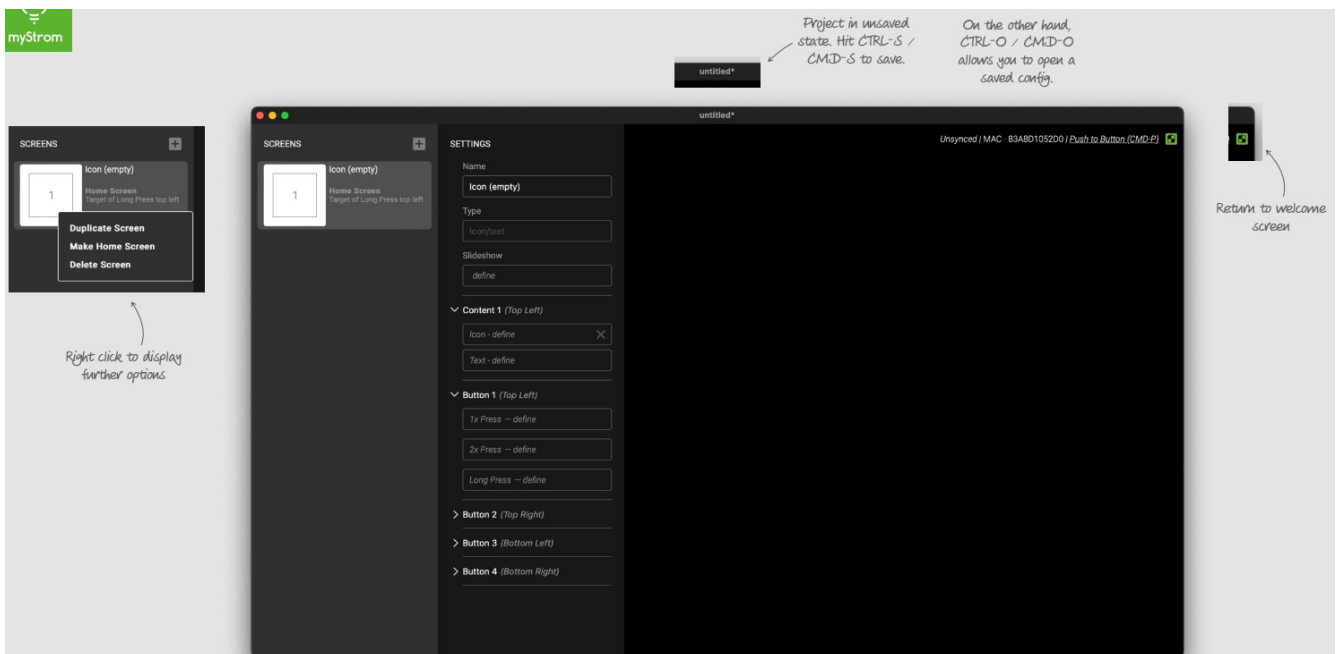 myStrom
Project in unsaved
state. Hit CTRL-S /
CMD-S to save.
On the other hand,
CTRL-O / CMD-O
allows you to open a
saved config.
untitled*
untitled*
SCREENS
Icon (empty)
1
Home Screen
Target of Long Press top left
Duplicate Screen
Make Home Screen
Delete Screen
Right click to display
further options
SCREENS
Icon (empty)
1
Home Screen
Target of Long Press top left
SETTINGS
Name
Icon (empty)
Type
Icon/text
Slideshow
define
Content 1 (Top Left)
Icon - define
Text - define
Button 1 (Top Left)
1x Press — define
2x Press — define
Long Press — define
Button 2 (Top Right)
Button 3 (Bottom Left)
Button 4 (Bottom Right)
Unsynced | MAC - 83A8D1052D0 | Push to Button (CMD-P)
Return to welcome
screen